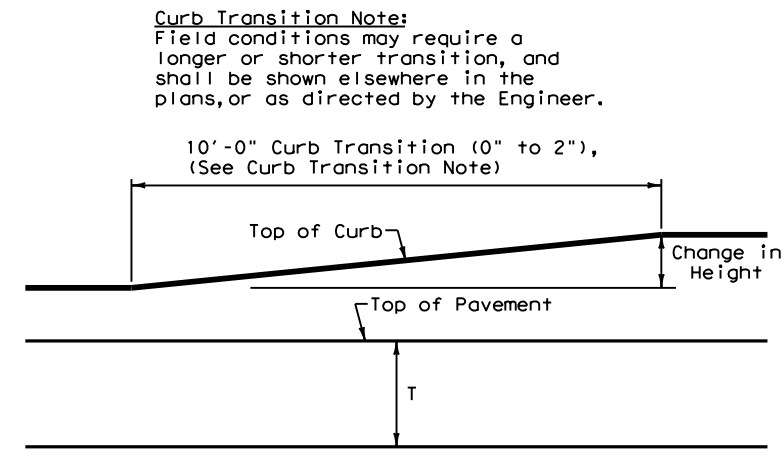 Curb Transition Note:
Field conditions may require a
longer or shorter transition, and
shall be shown elsewhere in the
plans,or as directed by the Engineer.
10'-0" Curb Transition (0" to 2"),
(See Curb Transition Note)
Top of Curb
Change in
Height
Top of Pavement
T